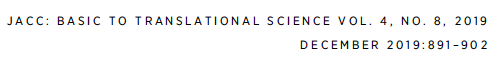 JACC: BASIC TO TRANSLATIONAL SCIENCE VOL. 4, NO. 8, 2019
DECEMBER 2019:891–902